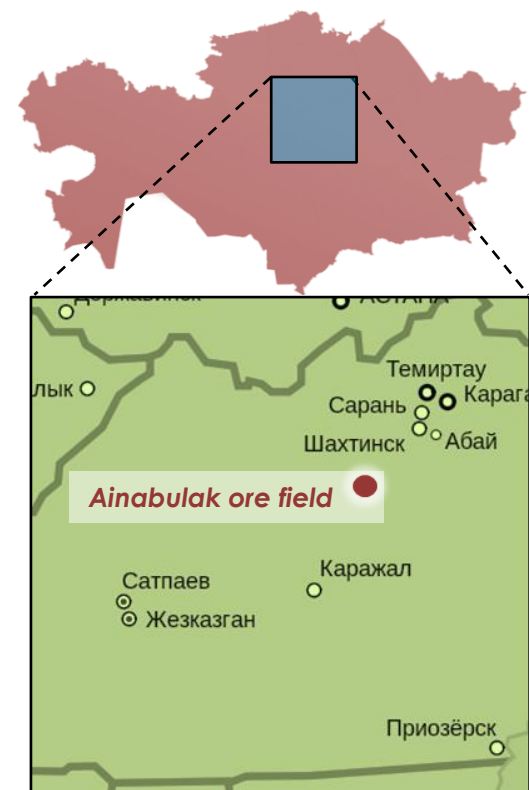 Темиртау
Сарань
Шахтинск
Абай
Ainabulak ore field
Каражал
Сатпаев
Жезказган
Приозёрск